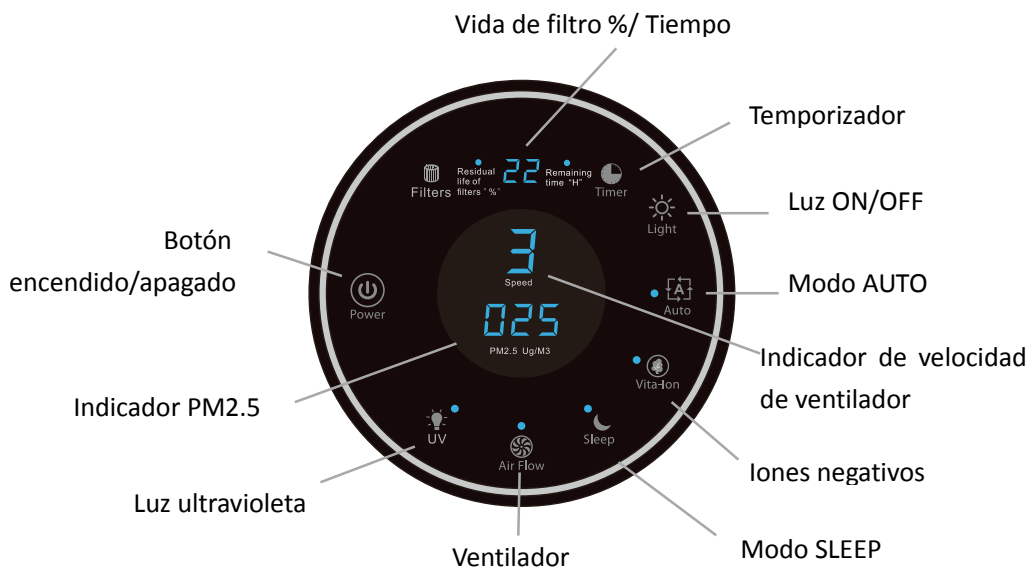 Vida de filtro %/ Tiempo
Temporizador
Filters
Residual
life of
filters "%"
22
Remaining
time "H"
Timer
Luz ON/OFF
Light
Botón
encendido/apagado
Power
3
Speed
Modo AUTO
A
Auto
025
PM2.5 Ug/M3
Indicador de velocidad
de ventilador
Vita-Ion
Indicador PM2.5
UV
Air Flow
Sleep
Iones negativos
Luz ultravioleta
Ventilador
Modo SLEEP